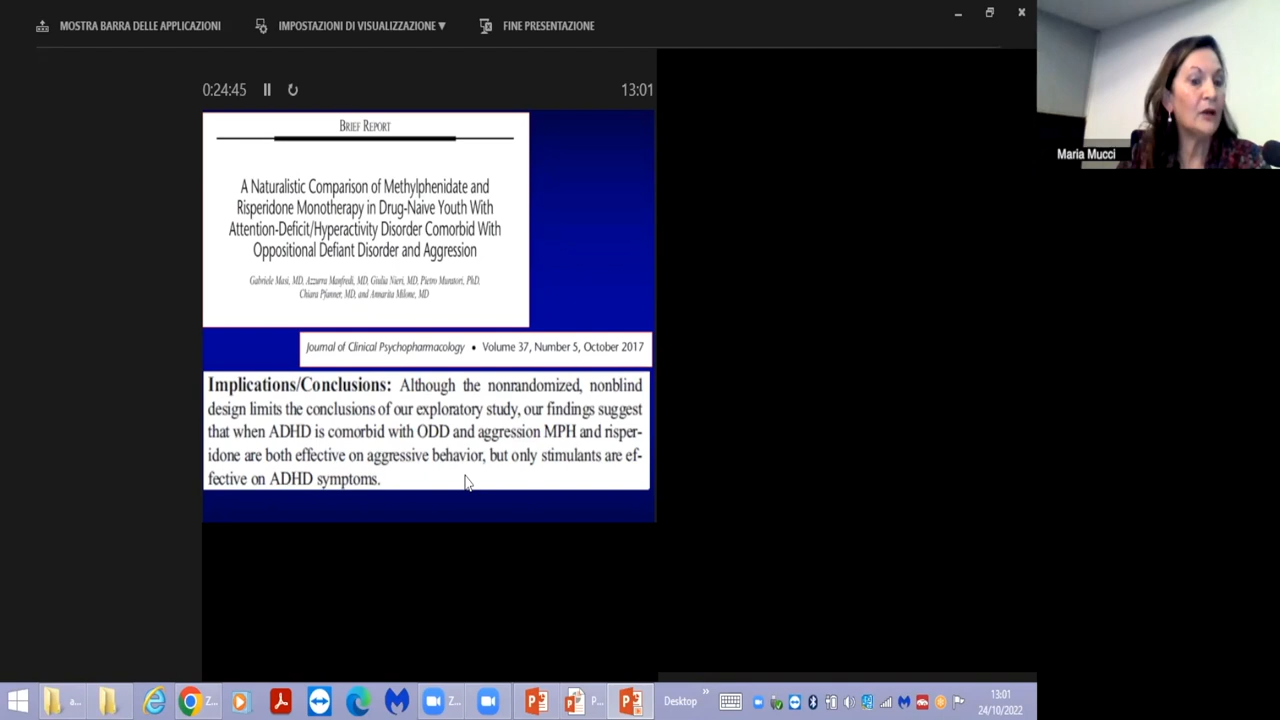 MOSTRA BARRA DELLE APPLICAZIONI
IMPOSTAZIONI DI VISUALIZZAZIONE ▼
FINE PRESENTAZIONE
0:24:45
13:01
BRIEF REPORT
A Naturalistic Comparison of Methylphenidate and
Risperidone Monotherapy in Drug-Naive Youth With
Attention-Deficit/Hyperactivity Disorder Comorbid With
Oppositional Defiant Disorder and Aggression
Gabriele Masi, MD, Azzurra Manfredi, MD, Giulia Nieri, MD, Pietro Muratori, PhD,
Chiara Pfanner, MD, and Annarita Milone, MD
Journal of Clinical Psychopharmacology • Volume 37, Number 5, October 2017
Implications/Conclusions: Although the nonrandomized, nonblind
design limits the conclusions of our exploratory study, our findings suggest
that when ADHD is comorbid with ODD and aggression MPH and risper-
idone are both effective on aggressive behavior, but only stimulants are ef-
fective on ADHD symptoms.
Maria Mucci
a...
Z...
Z...
P...
Desktop
13:01
24/10/2022